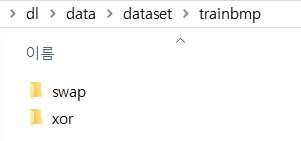 > dl > data > dataset > trainbmp
이름
swap
xor